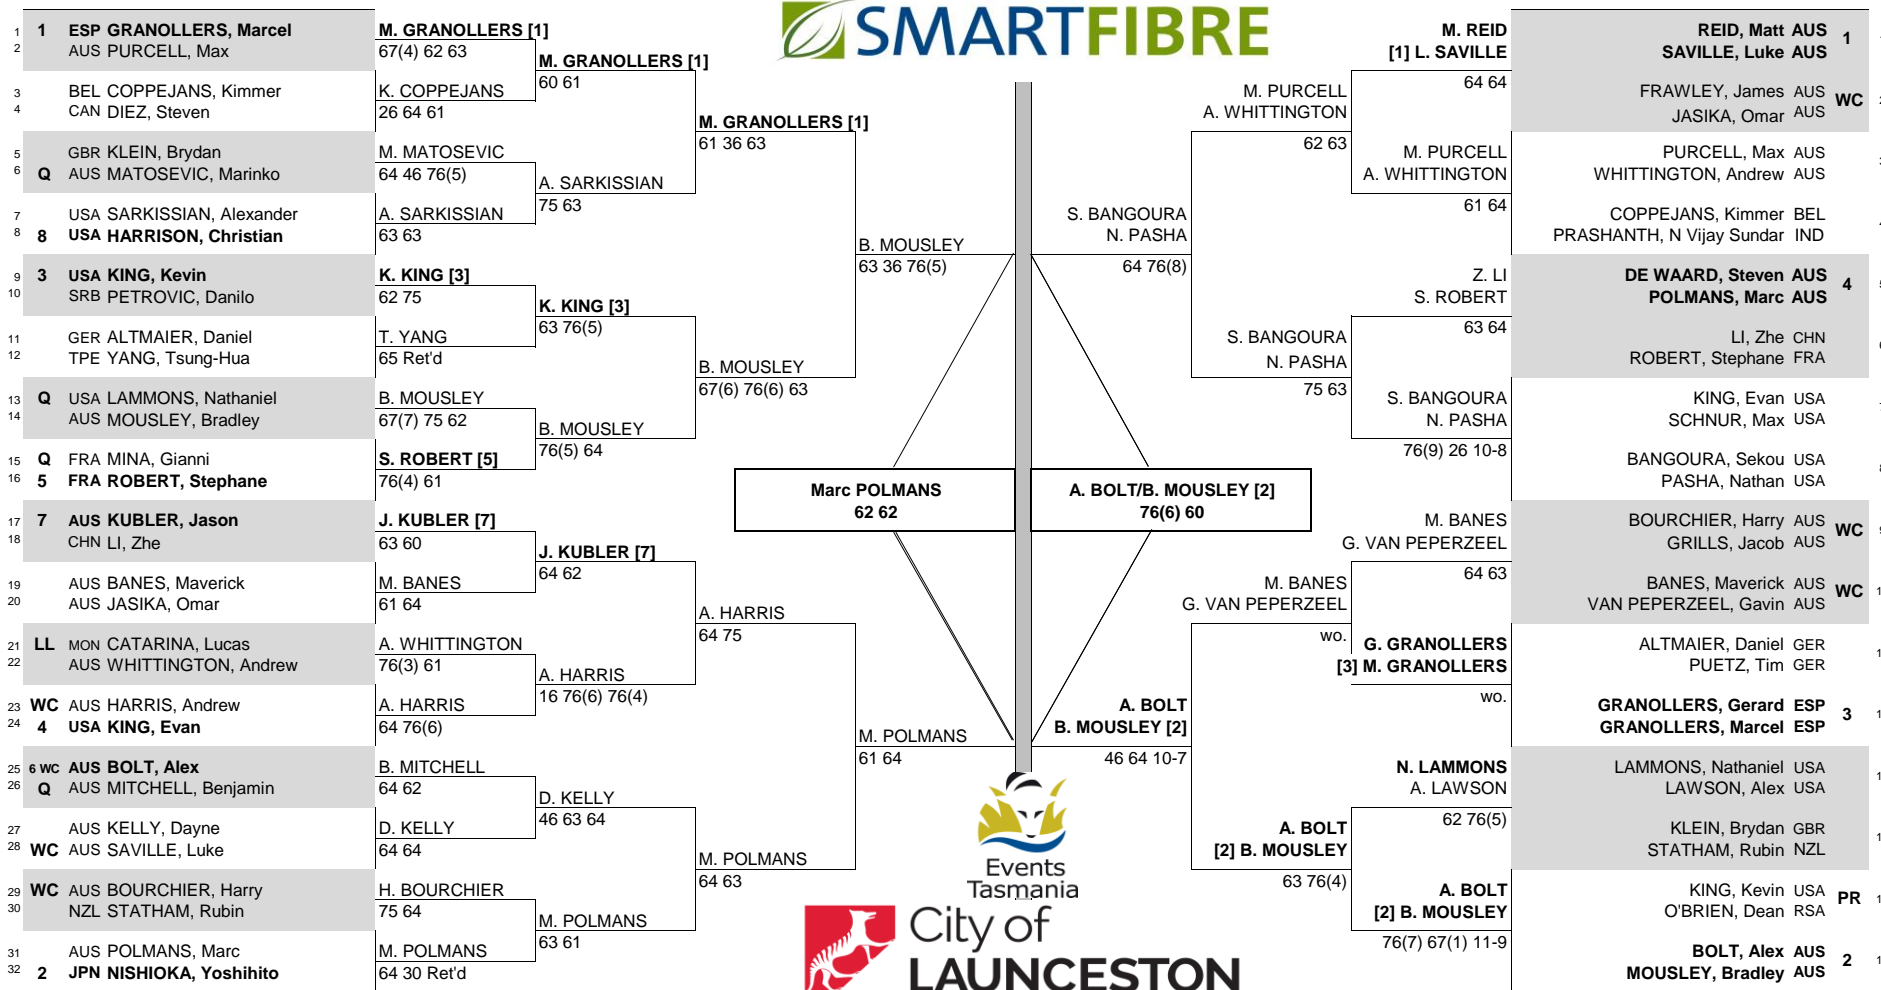 SMARTFIBRE
1 1 ESP GRANOLLERS, Marcel
2 AUS PURCELL, Max
3 BEL COPPEJANS, Kimmer
4 CAN DIEZ, Steven
5 GBR KLEIN, Brydan
6 Q AUS MATOSEVIC, Marinko
7 USA SARKISSIAN, Alexander
8 8 USA HARRISON, Christian
9 3 USA KING, Kevin
10 SRB PETROVIC, Danilo
11 GER ALTMAIER, Daniel
12 TPE YANG, Tsung-Hua
13 Q USA LAMMONS, Nathaniel
14 AUS MOUSLEY, Bradley
15 Q FRA MINA, Gianni
16 5 FRA ROBERT, Stephane
17 7 AUS KUBLER, Jason
18 CHN LI, Zhe
19 AUS BANES, Maverick
20 AUS JASIKA, Omar
21 LL MON CATARINA, Lucas
22 AUS WHITTINGTON, Andrew
23 WC AUS HARRIS, Andrew
24 4 USA KING, Evan
25 6 WC AUS BOLT, Alex
26 Q AUS MITCHELL, Benjamin
27 AUS KELLY, Dayne
28 WC AUS SAVILLE, Luke
29 WC AUS BOURCHIER, Harry
30 NZL STATHAM, Rubin
31 AUS POLMANS, Marc
32 2 JPN NISHIOKA, Yoshihito
M. GRANOLLERS [1]
67(4) 62 63
K. COPPEJANS
26 64 61
M. MATOSEVIC
64 46 76(5)
A. SARKISSIAN
63 63
K. KING [3]
62 75
T. YANG
65 Ret'd
B. MOUSLEY
67(7) 75 62
S. ROBERT [5]
76(4) 61
J. KUBLER [7]
63 60
M. BANES
61 64
A. WHITTINGTON
76(3) 61
A. HARRIS
64 76(6)
B. MITCHELL
64 62
D. KELLY
64 64
H. BOURCHIER
75 64
M. POLMANS
64 30 Ret'd
M. GRANOLLERS [1]
60 61
A. SARKISSIAN
75 63
K. KING [3]
63 76(5)
B. MOUSLEY
76(5) 64
J. KUBLER [7]
64 62
A. HARRIS
16 76(6) 76(4)
D. KELLY
46 63 64
M. POLMANS
63 61
M. GRANOLLERS [1]
61 36 63
B. MOUSLEY
67(6) 76(6) 63
A. HARRIS
64 75
M. POLMANS
64 63
B. MOUSLEY
63 36 76(5)
M. POLMANS
61 64
Marc POLMANS
62 62
A. BOLT/B. MOUSLEY [2]
76(6) 60
Events
Tasmania
City of
LAUNCESTON
S. BANGOURA
N. PASHA
64 76(8)
A. BOLT
B. MOUSLEY [2]
46 64 10-7
M. PURCELL
A. WHITTINGTON
62 63
S. BANGOURA
N. PASHA
75 63
M. BANES
G. VAN PEPERZEEL
wo.
A. BOLT
[2] B. MOUSLEY
63 76(4)
M. REID
[1] L. SAVILLE
64 64
M. PURCELL
A. WHITTINGTON
61 64
Z. LI
S. ROBERT
63 64
S. BANGOURA
N. PASHA
76(9) 26 10-8
M. BANES
G. VAN PEPERZEEL
64 63
G. GRANOLLERS
[3] M. GRANOLLERS
wo.
N. LAMMONS
A. LAWSON
62 76(5)
A. BOLT
[2] B. MOUSLEY
76(7) 67(1) 11-9
REID, Matt AUS 1
SAVILLE, Luke AUS
FRAWLEY, James AUS WC
JASIKA, Omar AUS
PURCELL, Max AUS
WHITTINGTON, Andrew AUS
COPPEJANS, Kimmer BEL
PRASHANTH, N Vijay Sundar IND
DE WAARD, Steven AUS 4
POLMANS, Marc AUS
LI, Zhe CHN
ROBERT, Stephane FRA
KING, Evan USA
SCHNUR, Max USA
BANGOURA, Sekou USA
PASHA, Nathan USA
BOURCHIER, Harry AUS WC
GRILLS, Jacob AUS
BANES, Maverick AUS WC
VAN PEPERZEEL, Gavin AUS
ALTMAIER, Daniel GER
PUETZ, Tim GER
GRANOLLERS, Gerard ESP 3
GRANOLLERS, Marcel ESP
LAMMONS, Nathaniel USA
LAWSON, Alex USA
KLEIN, Brydan GBR
STATHAM, Rubin NZL
KING, Kevin USA PR
O'BRIEN, Dean RSA
BOLT, Alex AUS 2
MOUSLEY, Bradley AUS